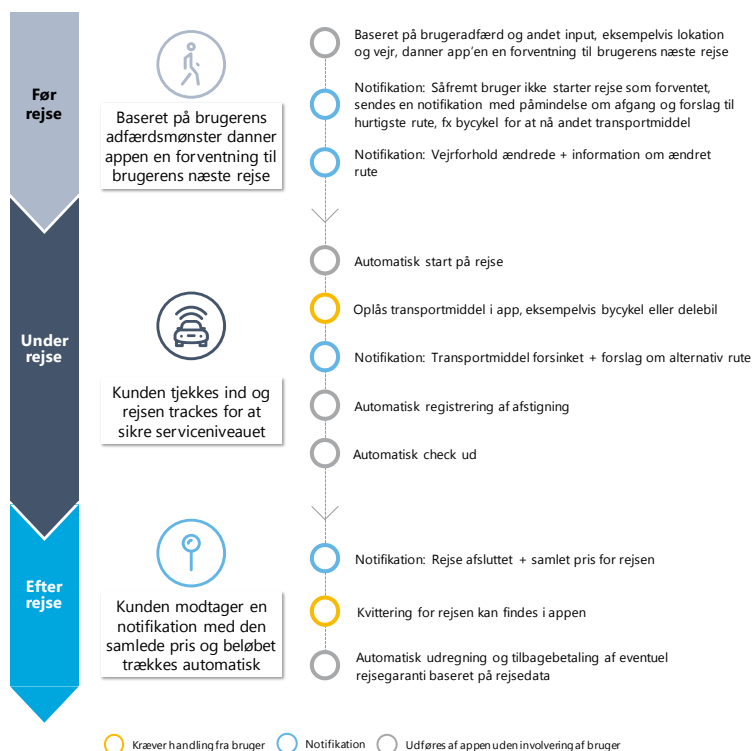 Før
rejse
Baseret på brugerens
adfærdsmønster danner
appen en forventning til
brugerens næste rejse
Baseret på brugeradfærd og andet input, eksempelvis lokation
og vejr, danner app'en en forventning til brugerens næste rejse
Notifikation: Såfremt bruger ikke starter rejse som forventet,
sendes en notifikation med påmindelse om afgang og forslag til
hurtigste rute, fx bycykel for at nå andet transportmiddel
Notifikation: Vejrforhold ændrede + information om ændret
rute
Under
rejse
Kunden tjekkes ind og
rejsen trackes for at
sikre serviceniveauet
Automatisk start på rejse
Oplås transportmiddel i app, eksempelvis bycykel eller delebil
Notifikation: Transportmiddel forsinket + forslag om alternativ rute
Automatisk registrering af afstigning
Automatisk check ud
Efter
rejse
Kunden modtager en
notifikation med den
samlede pris og beløbet
trækkes automatisk
Notifikation: Rejse afsluttet + samlet pris for rejsen
Kvittering for rejsen kan findes i appen
Automatisk udregning og tilbagebetaling af eventuel
rejsegaranti baseret på rejsedata
Kræver handling fra bruger
Notifikation
Udføres af appen uden involvering af bruger